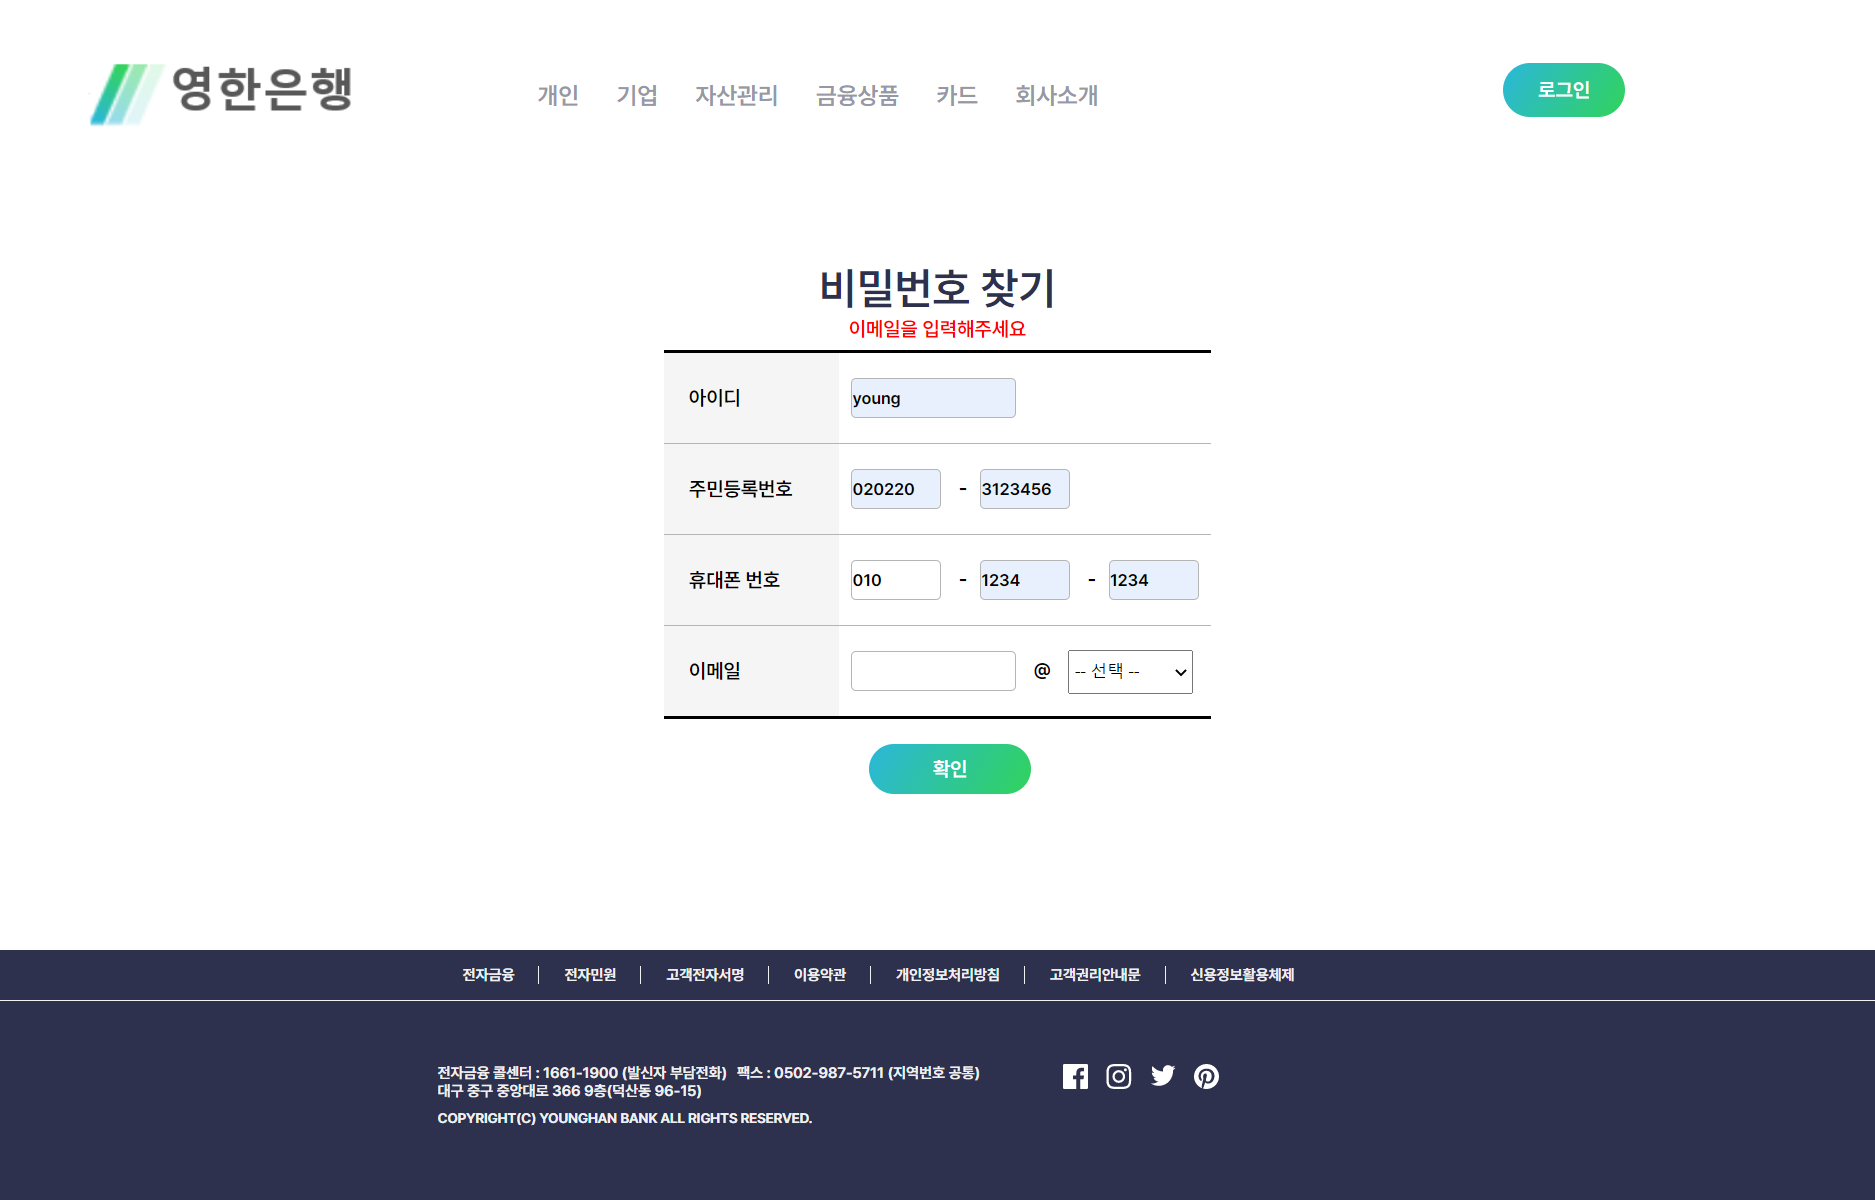 영한은행
개인 기업 자산관리 금융상품 카드 회사소개
로그인
비밀번호 찾기
이메일을 입력해주세요
아이디 young
주민등록번호 020220 - 3123456
휴대폰 번호 010 - 1234 - 1234
이메일 @ -- 선택 --
확인
전자금융 전자민원 고객전자서명 이용약관 개인정보처리방침 고객권리안내문 신용정보활용체제
전자금융 콜센터 : 1661-1900 (발신자 부담전화) 팩스 : 0502-987-5711 (지역번호 공통)
대구 중구 중앙대로 366 9층(덕산동 96-15)
COPYRIGHT(C) YOUNGHAN BANK ALL RIGHTS RESERVED.